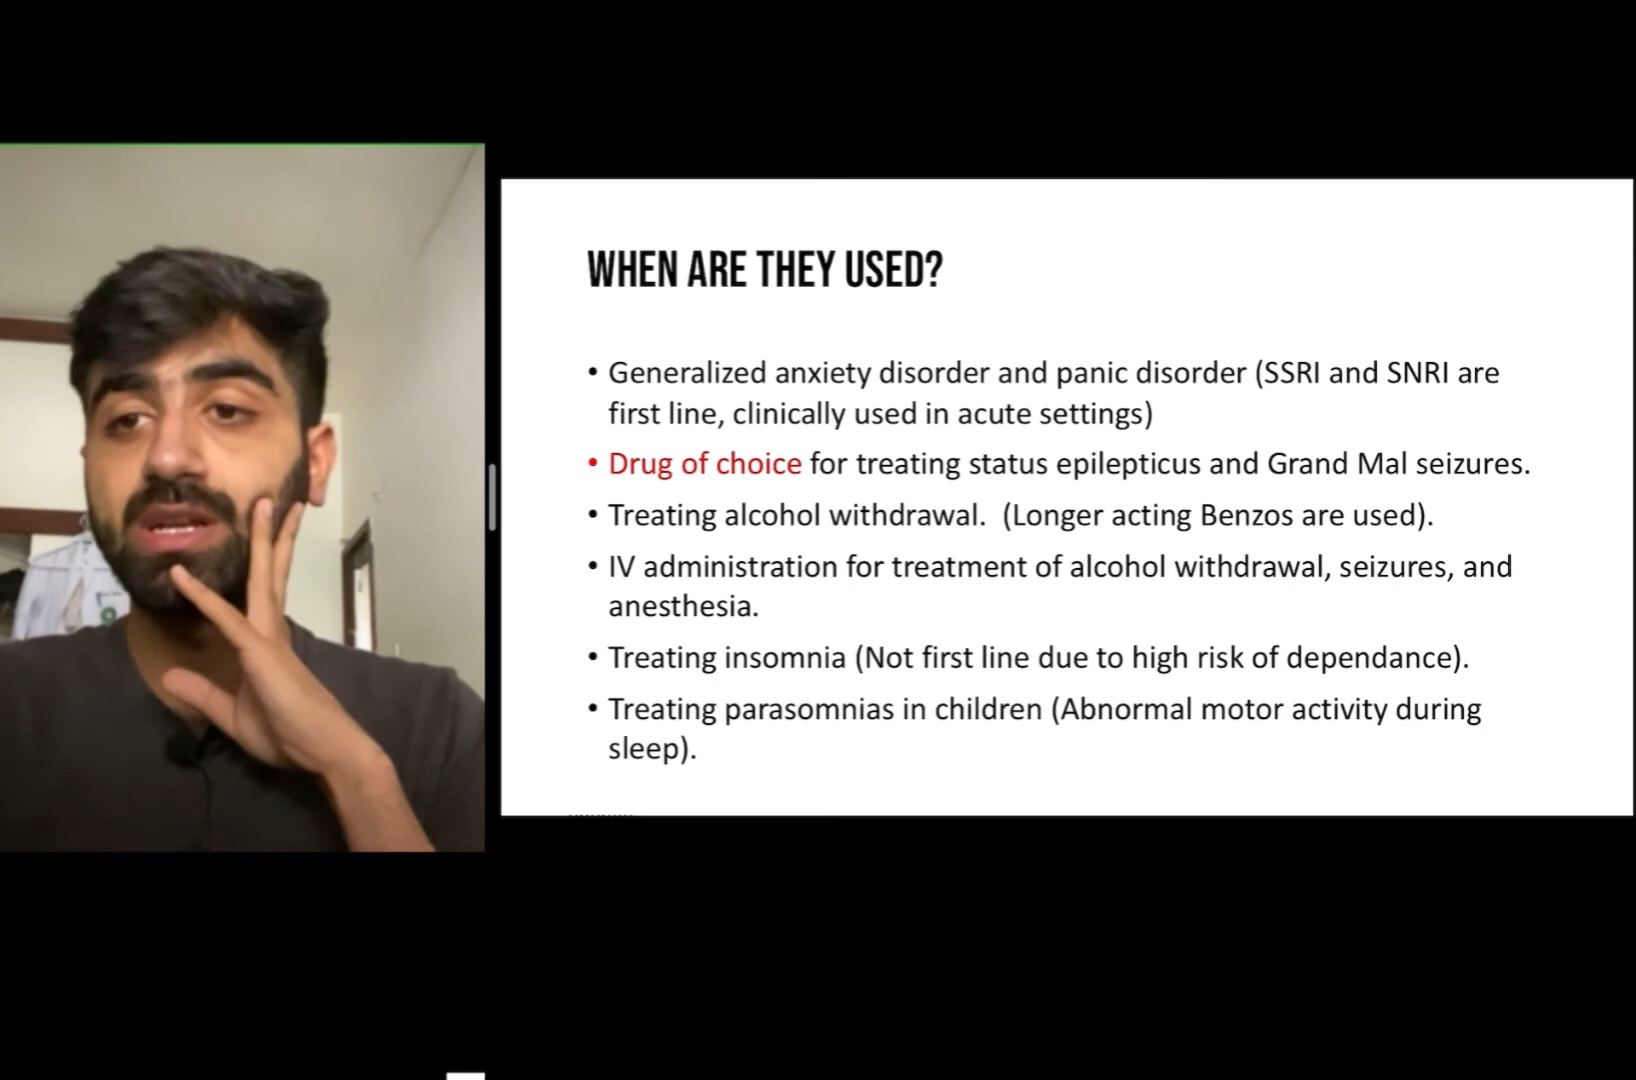 WHEN ARE THEY USED?
• Generalized anxiety disorder and panic disorder (SSRI and SNRI are
first line, clinically used in acute settings)
• Drug of choice for treating status epilepticus and Grand Mal seizures.
• Treating alcohol withdrawal.  (Longer acting Benzos are used).
• IV administration for treatment of alcohol withdrawal, seizures, and
anesthesia.
• Treating insomnia (Not first line due to high risk of dependance).
• Treating parasomnias in children (Abnormal motor activity during
sleep).